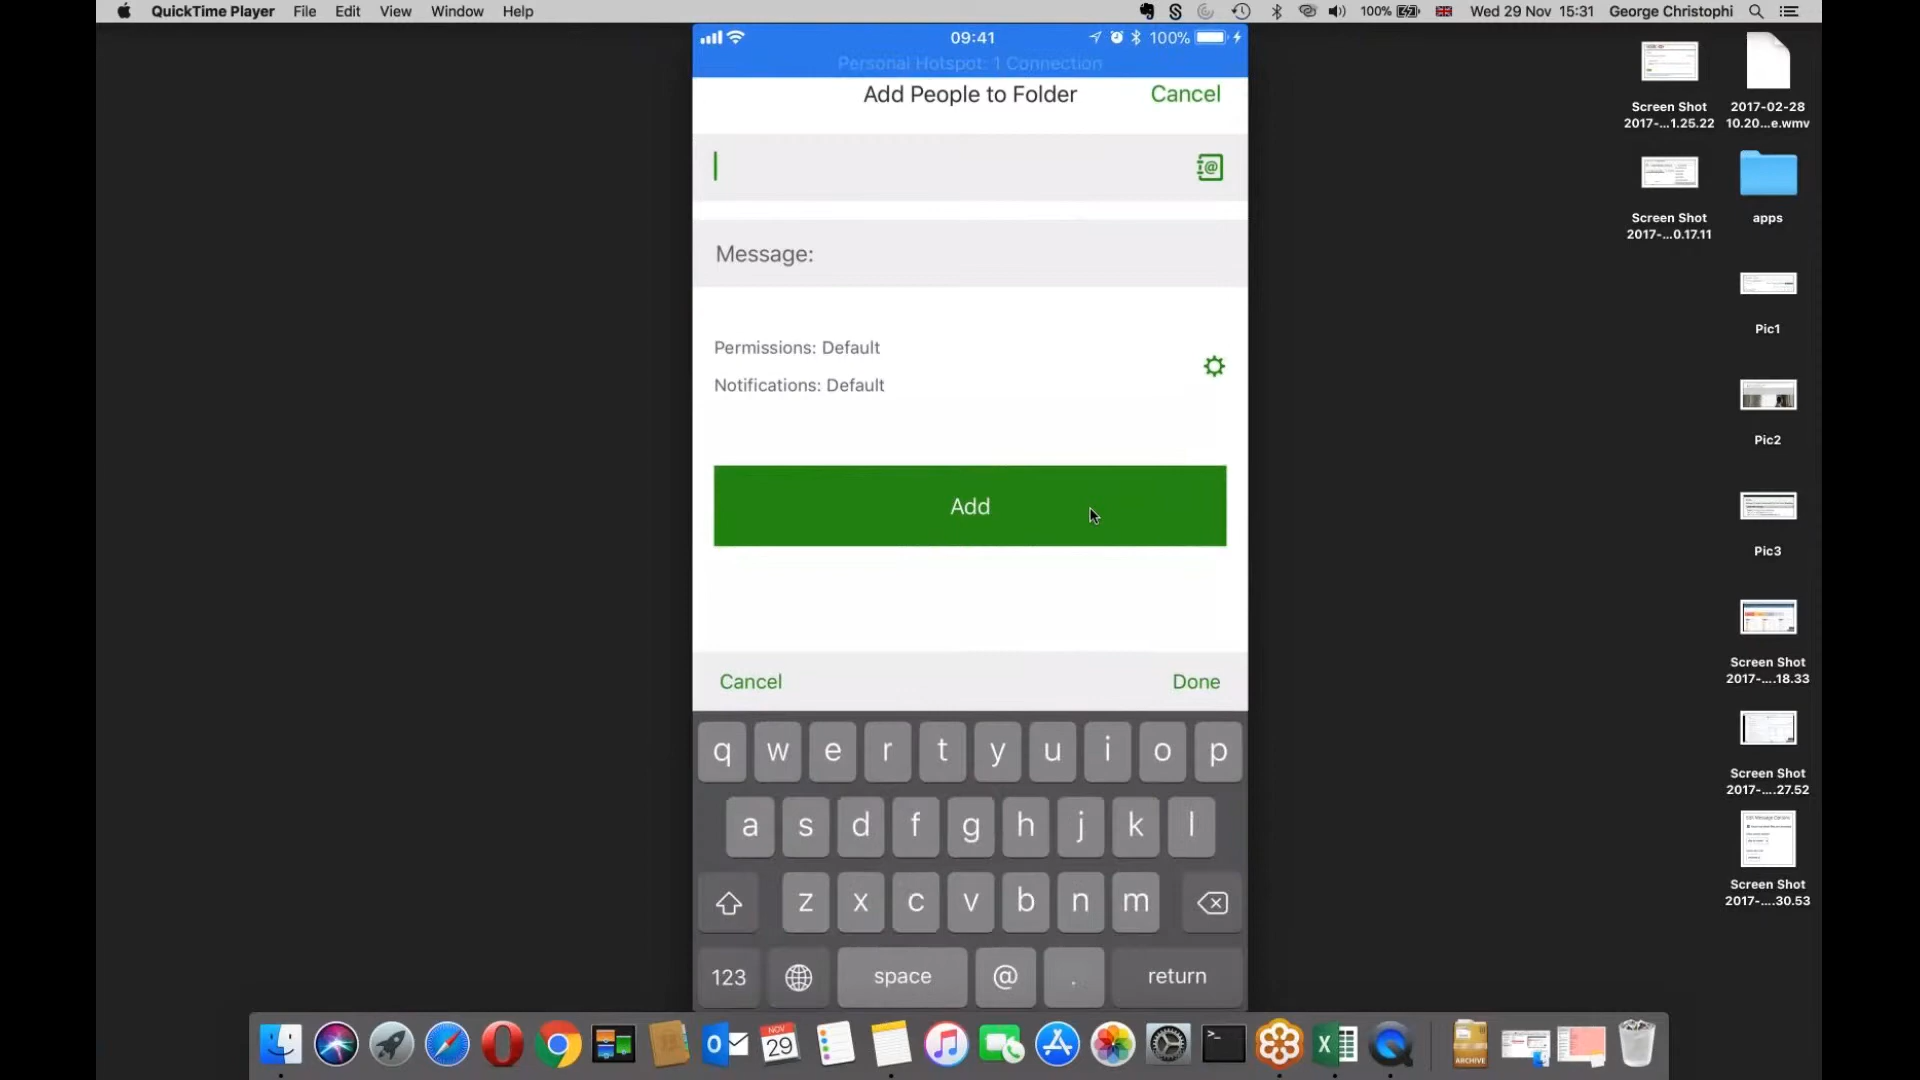 QuickTime Player File Edit View Window Help 100% Wed 29 Nov 15:31 George Christophi
09:41 100%
Personal Hotspot: 1 Connection
Add People to Folder Cancel
Message:
Permissions: Default
Notifications: Default
Add
Cancel Done
q w e r t y u i o p
a s d f g h j k l
z x c v b n m
123 space @ . return
Screen Shot
2017-...1.25.22
2017-02-28
10.20...e.wmv
Screen Shot
2017-...0.17.11
apps
Pic1
Pic2
Pic3
Screen Shot
2017-....18.33
Screen Shot
2017-....27.52
Screen Shot
2017-....30.53
NOV
29
ARCHIVE